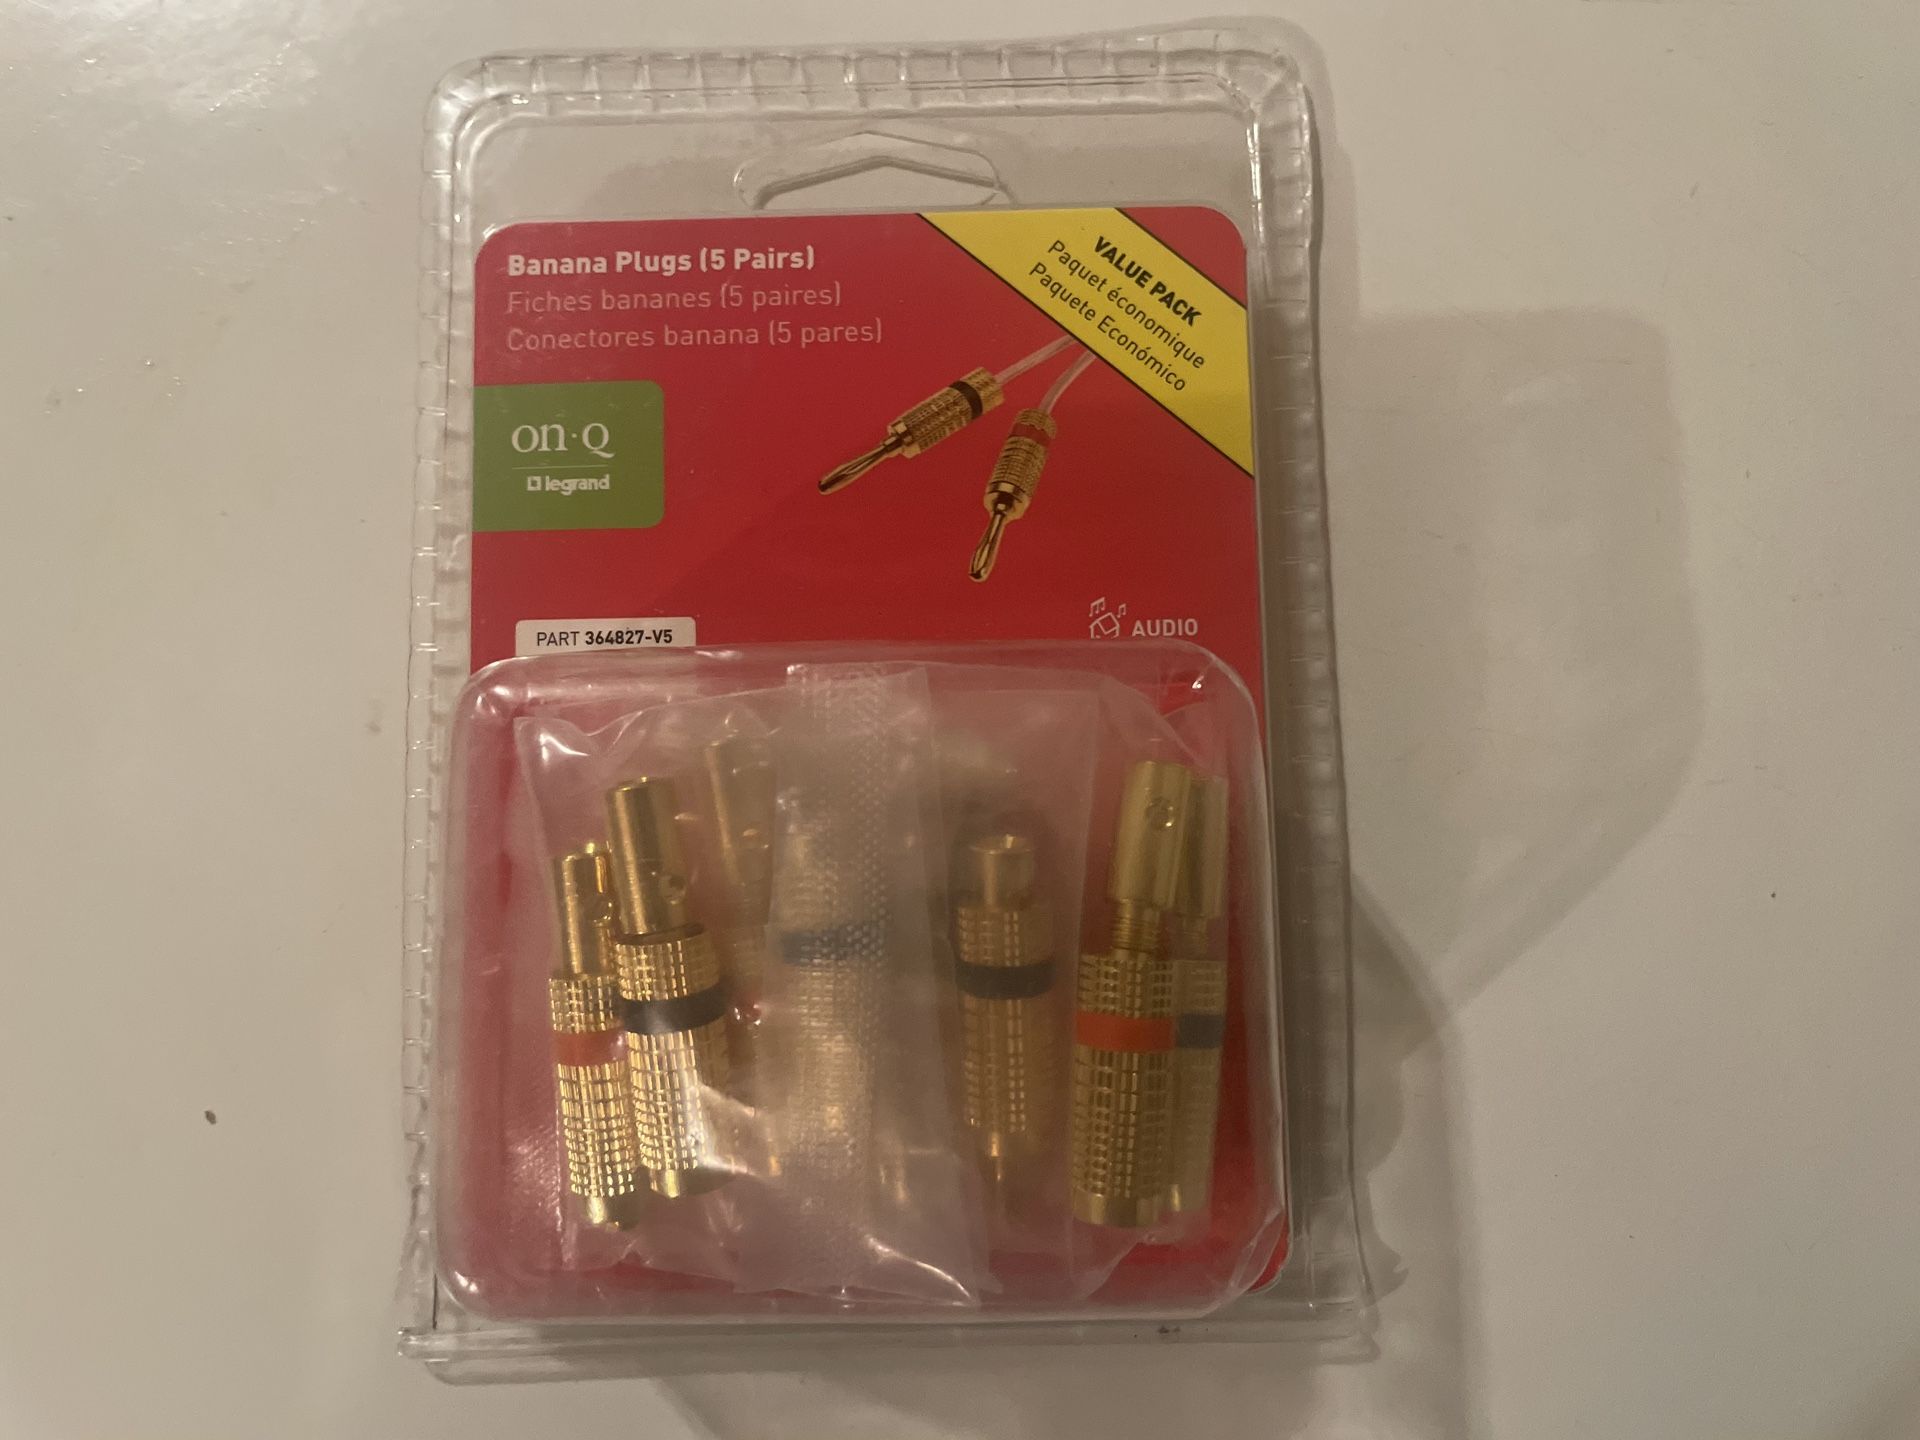 Banana Plugs (5 Pairs)
Fiches bananes (5 paires)
Conectores banana (5 pares)
VALUE PACK
Paquet économique
Paquete Económico
on·Q
legrand
PART 364827-V5
AUDIO